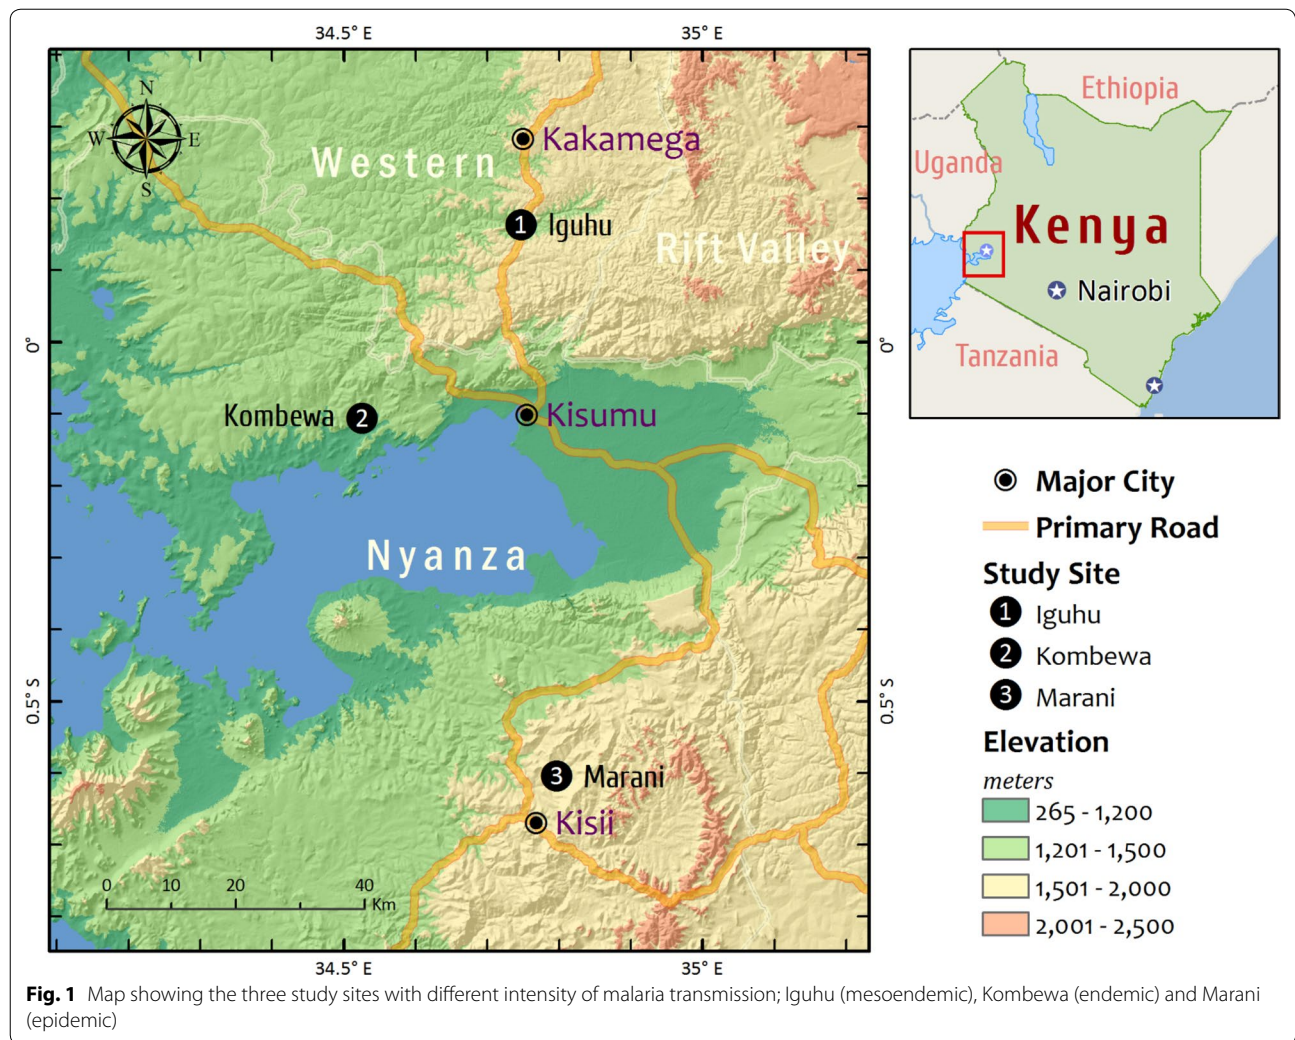 34.5° E
35° E
N
W
E
S
Kakamega
Western
1
Iguhu
Rift Valley
0°
0°
Kombewa
2
Kisumu
Nyanza
0.5° S
0.5° S
3
Marani
Kisii
0
10
20
40
Km
34.5° E
35° E
Ethiopia
Uganda
Kenya
Nairobi
Tanzania
Major City
Primary Road
Study Site
1 Iguhu
2 Kombewa
3 Marani
Elevation
meters
265 - 1,200
1,201 - 1,500
1,501 - 2,000
2,001 - 2,500
Fig. 1 Map showing the three study sites with different intensity of malaria transmission; Iguhu (mesoendemic), Kombewa (endemic) and Marani
(epidemic)